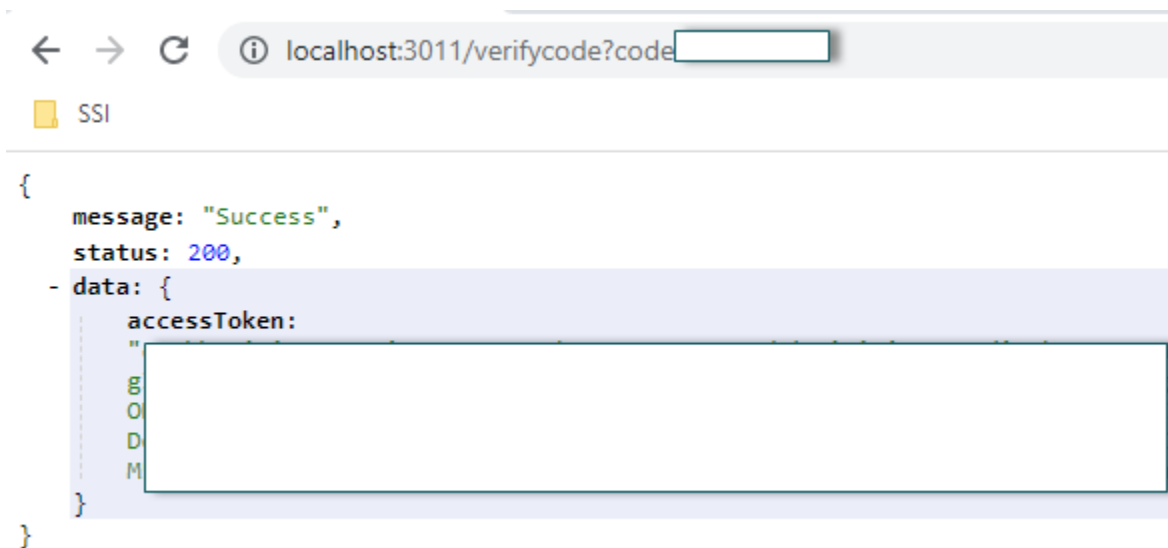 localhost:3011/verifycode?code
SSI
{
message: "Success",
status: 200,
- data: {
accessToken:
"
g
D
M
}
}